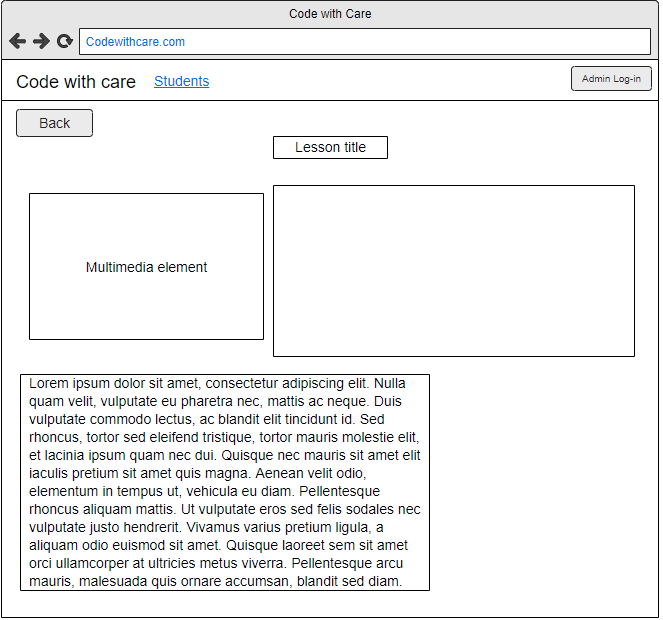 Code with Care
Codewithcare.com
Code with care
Students
Admin Log-in
Back
Lesson title
Multimedia element
Lorem ipsum dolor sit amet, consectetur adipiscing elit. Nulla
quam velit, vulputate eu pharetra nec, mattis ac neque. Duis
vulputate commodo lectus, ac blandit elit tincidunt id. Sed
rhoncus, tortor sed eleifend tristique, tortor mauris molestie elit,
et lacinia ipsum quam nec dui. Quisque nec mauris sit amet elit
iaculis pretium sit amet quis magna. Aenean velit odio,
elementum in tempus ut, vehicula eu diam. Pellentesque
rhoncus aliquam mattis. Ut vulputate eros sed felis sodales nec
vulputate justo hendrerit. Vivamus varius pretium ligula, a
aliquam odio euismod sit amet. Quisque laoreet sem sit amet
orci ullamcorper at ultricies metus viverra. Pellentesque arcu
mauris, malesuada quis ornare accumsan, blandit sed diam.